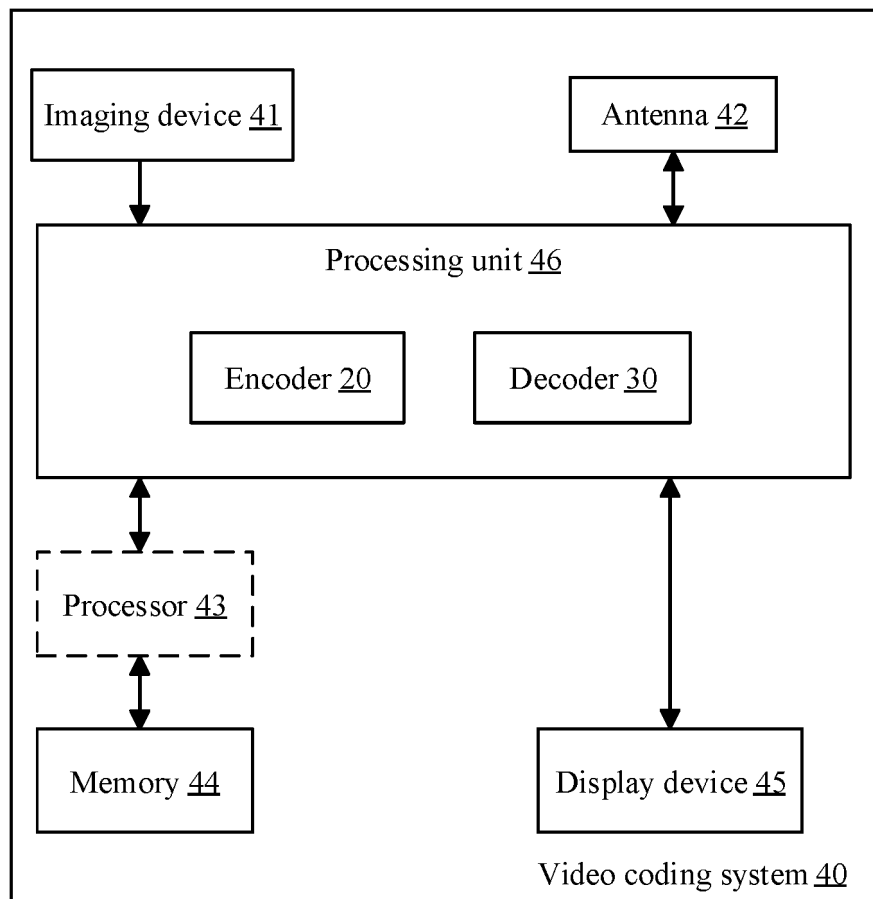 Imaging device 41
Antenna 42
Processing unit 46
Encoder 20
Decoder 30
Processor 43
Memory 44
Display device 45
Video coding system 40